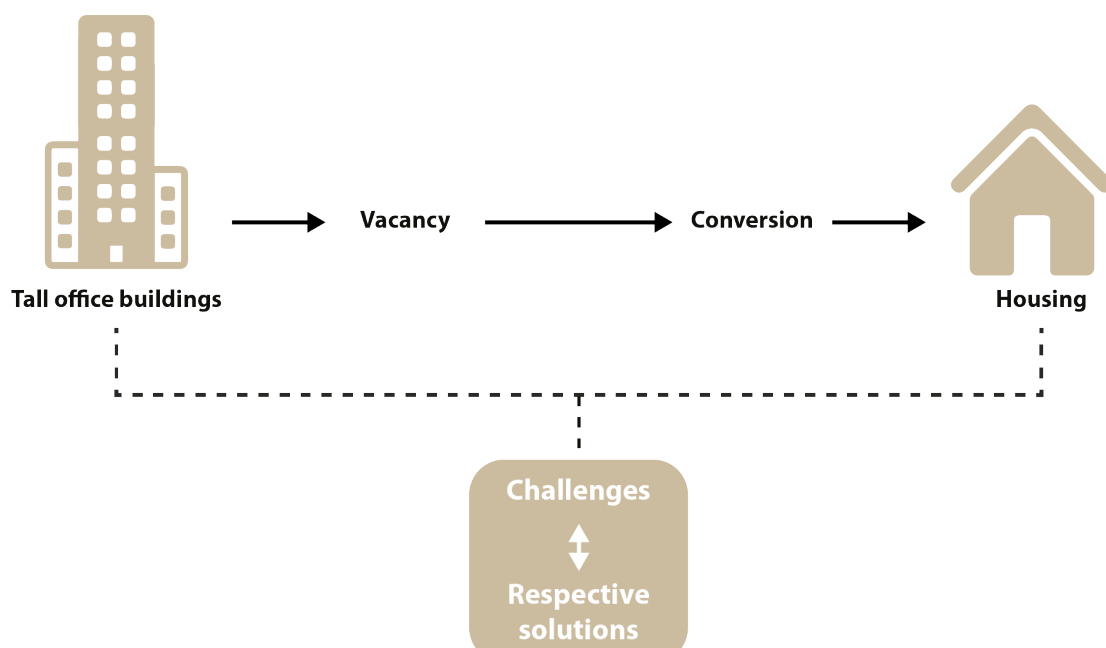 Vacancy
Conversion
Tall office buildings
Housing
Challenges
Respective
solutions